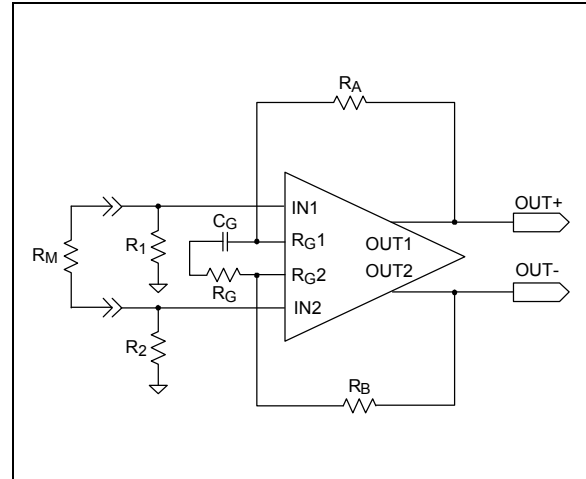 RA
OUT+
IN1
CG
RG1
OUT1
RM
R1
RG2
OUT2
OUT-
RG
IN2
R2
RB